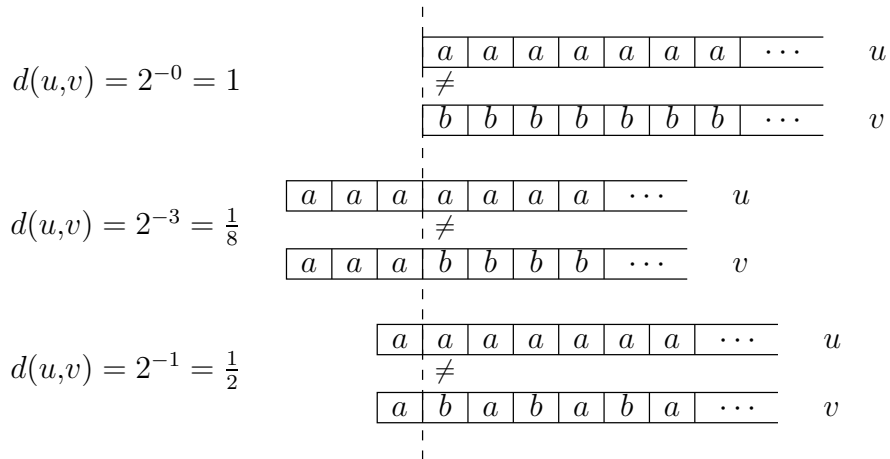 a a a a a a a ⋯ u
d(u,v) = 2⁻⁰ = 1 ≠
b b b b b b b ⋯ v
a a a a a a a ⋯ u
d(u,v) = 2⁻³ = 1/8 ≠
a a a b b b b ⋯ v
a a a a a a a ⋯ u
d(u,v) = 2⁻¹ = 1/2 ≠
a b a b a b a ⋯ v